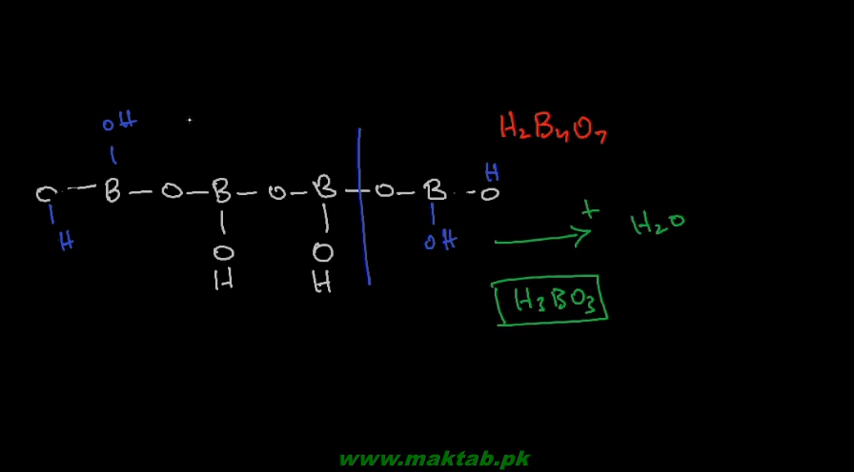 OH
H₂B₄O₇
H
O – B – O – B – O – B – O – B – O
H OH + H₂O
O O
H H
H₃BO₃
www.maktab.pk